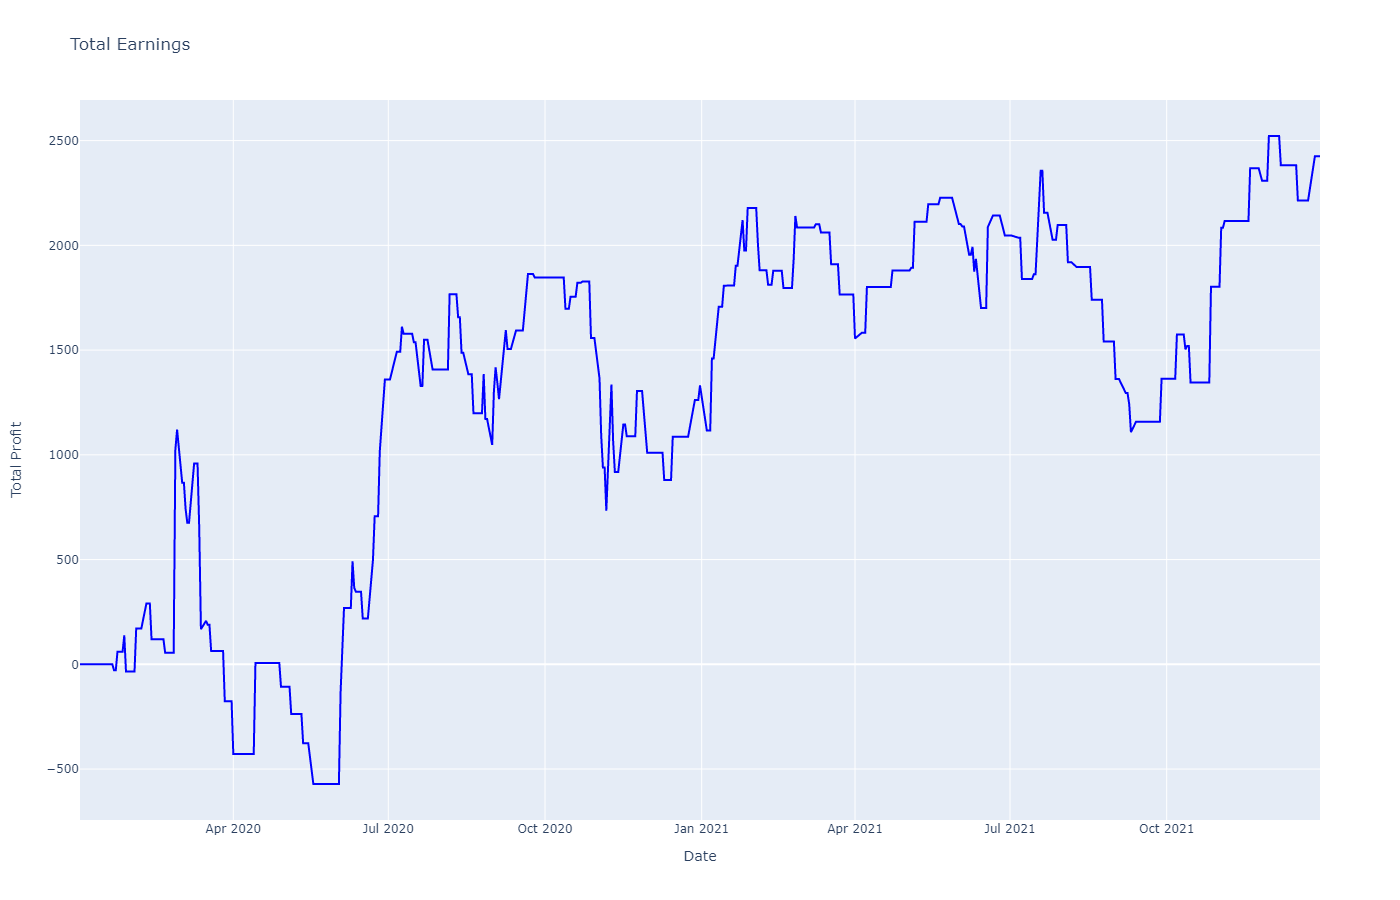 Total Earnings
Total Profit
2500
2000
1500
1000
500
0
−500
Apr 2020
Jul 2020
Oct 2020
Jan 2021
Apr 2021
Jul 2021
Oct 2021
Date